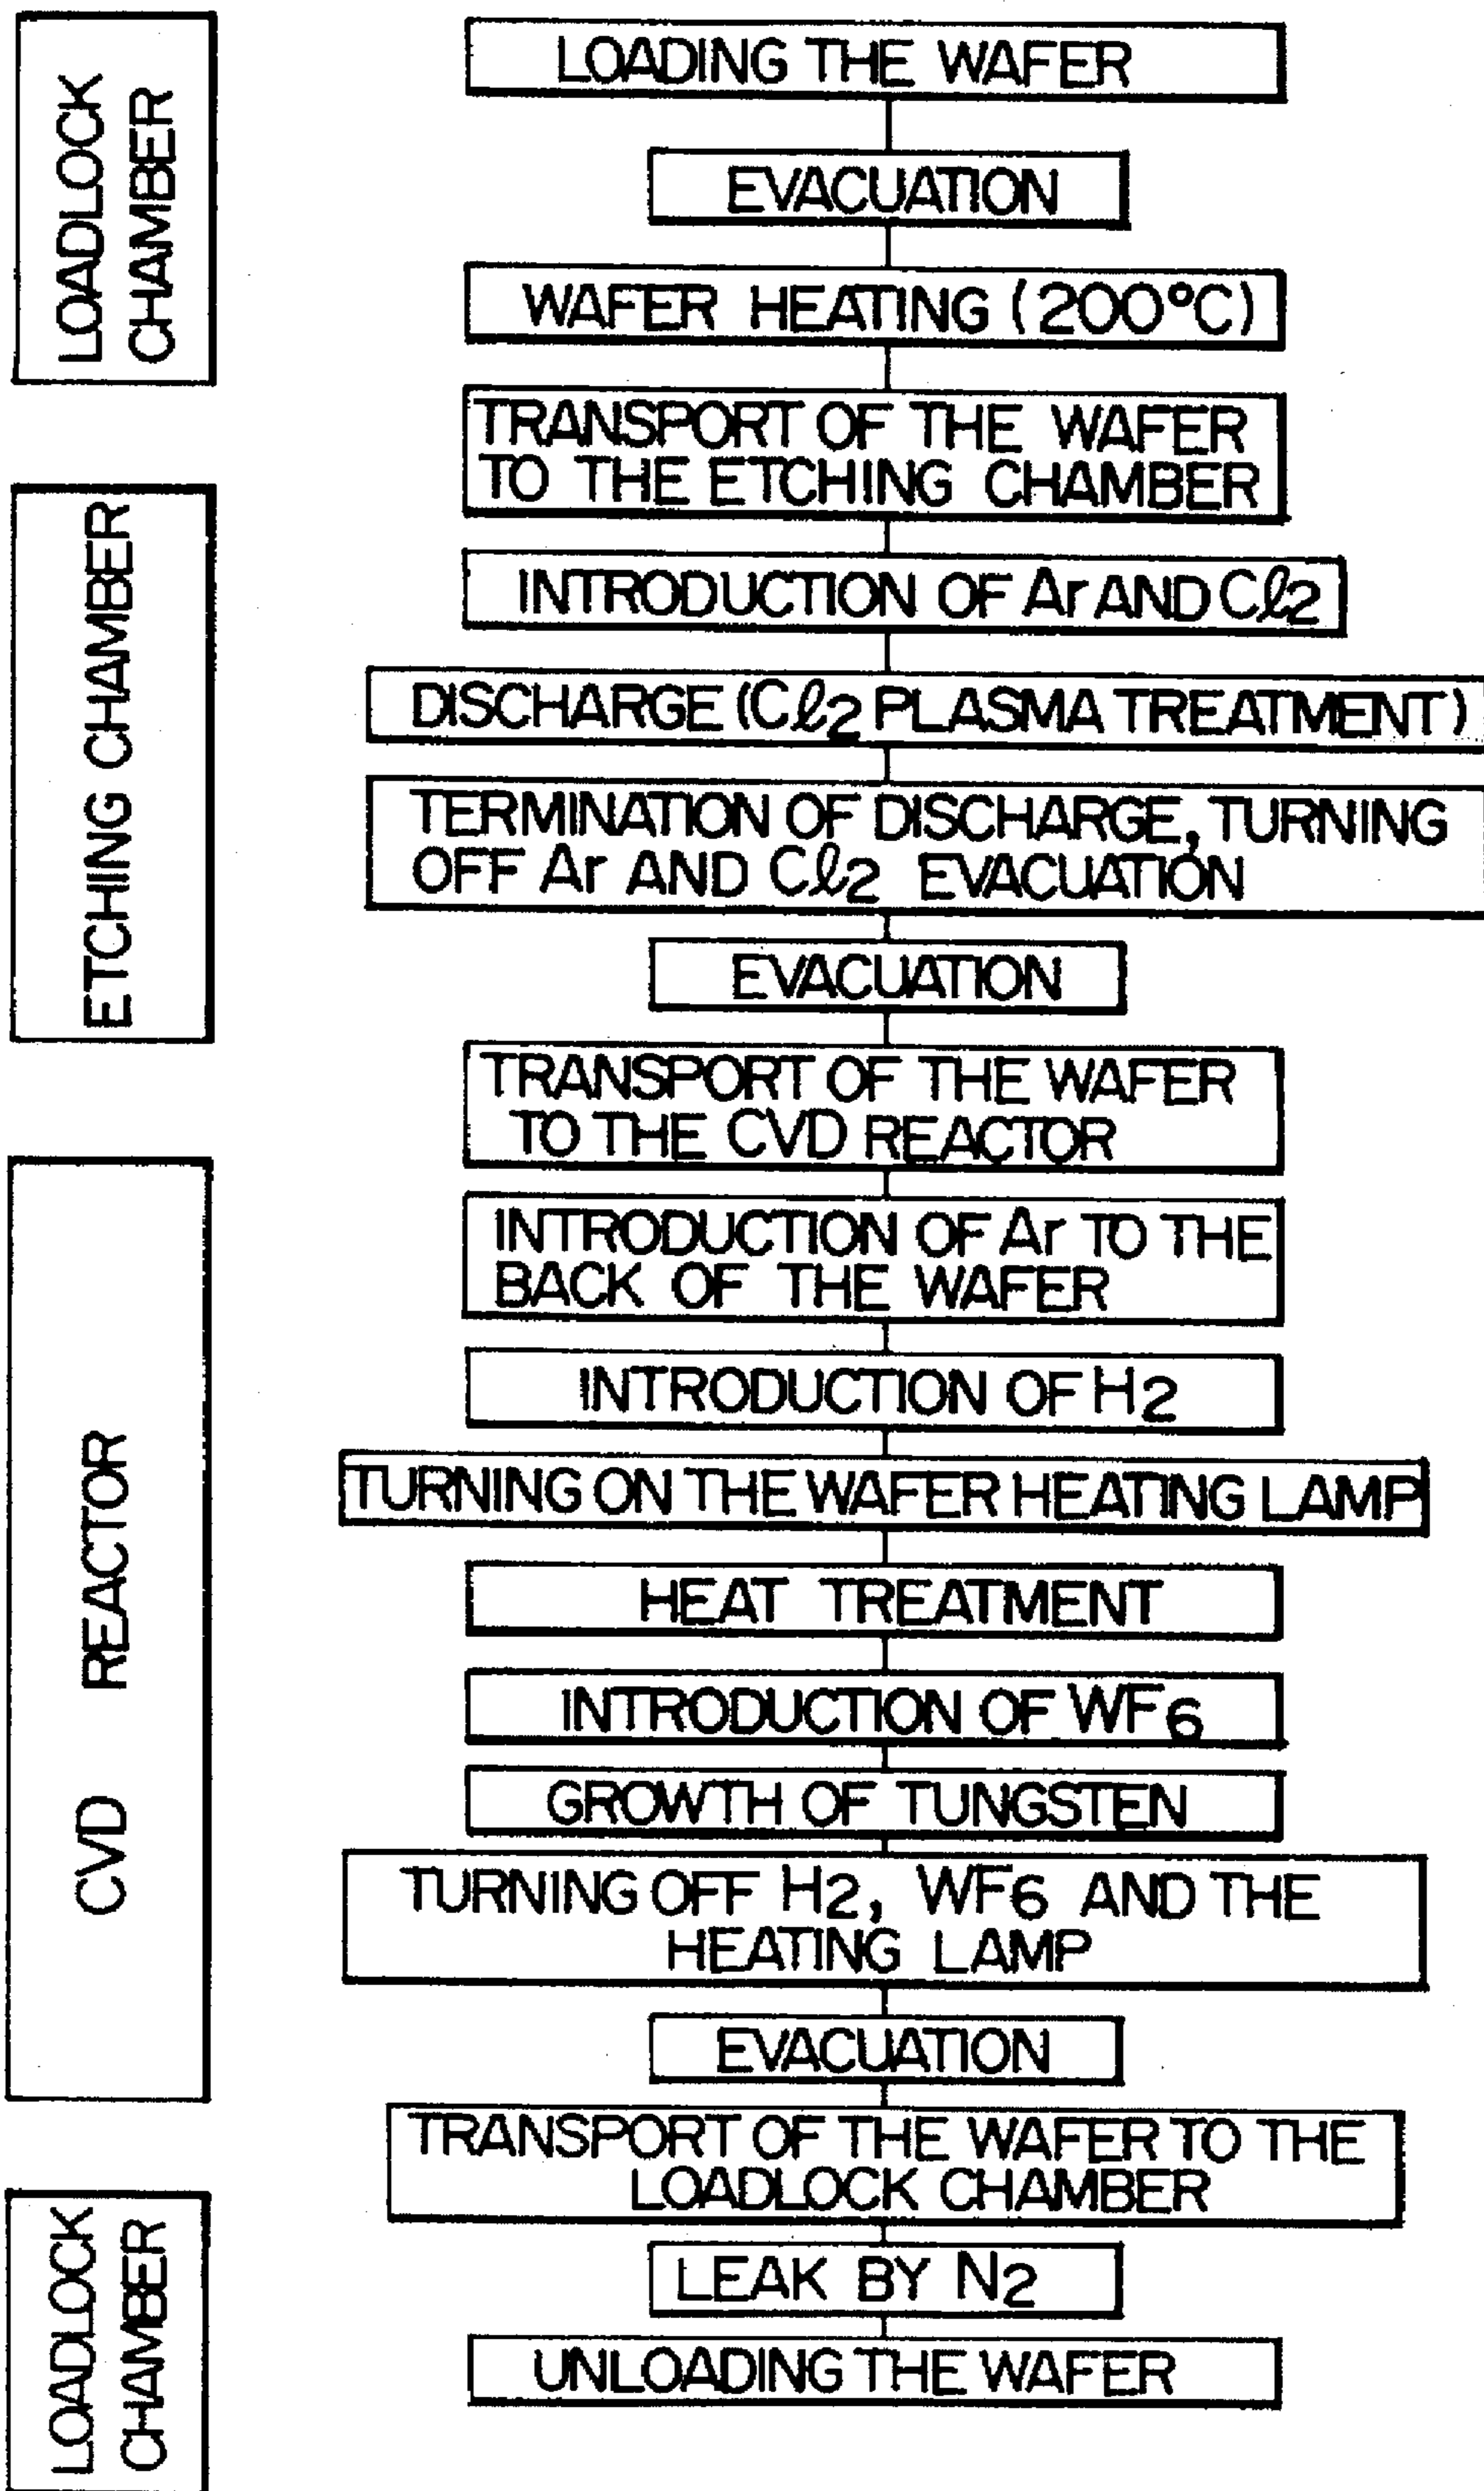 LOADLOCK
CHAMBER
LOADING THE WAFER
EVACUATION
WAFER HEATING (200°C)
TRANSPORT OF THE WAFER
TO THE ETCHING CHAMBER
ETCHING CHAMBER
INTRODUCTION OF Ar AND Cl2
DISCHARGE (Cl2 PLASMA TREATMENT)
TERMINATION OF DISCHARGE, TURNING
OFF Ar AND Cl2 EVACUATION
EVACUATION
TRANSPORT OF THE WAFER
TO THE CVD REACTOR
CVD REACTOR
INTRODUCTION OF Ar TO THE
BACK OF THE WAFER
INTRODUCTION OF H2
TURNING ON THE WAFER HEATING LAMP
HEAT TREATMENT
INTRODUCTION OF WF6
GROWTH OF TUNGSTEN
TURNING OFF H2, WF6 AND THE
HEATING LAMP
EVACUATION
TRANSPORT OF THE WAFER TO THE
LOADLOCK CHAMBER
LOADLOCK
CHAMBER
LEAK BY N2
UNLOADING THE WAFER